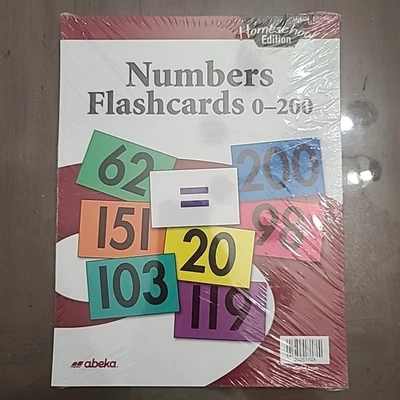 Homeschool
Edition
Numbers
Flashcards 0–200
62
=
200
151
20
98
103
119
abeka